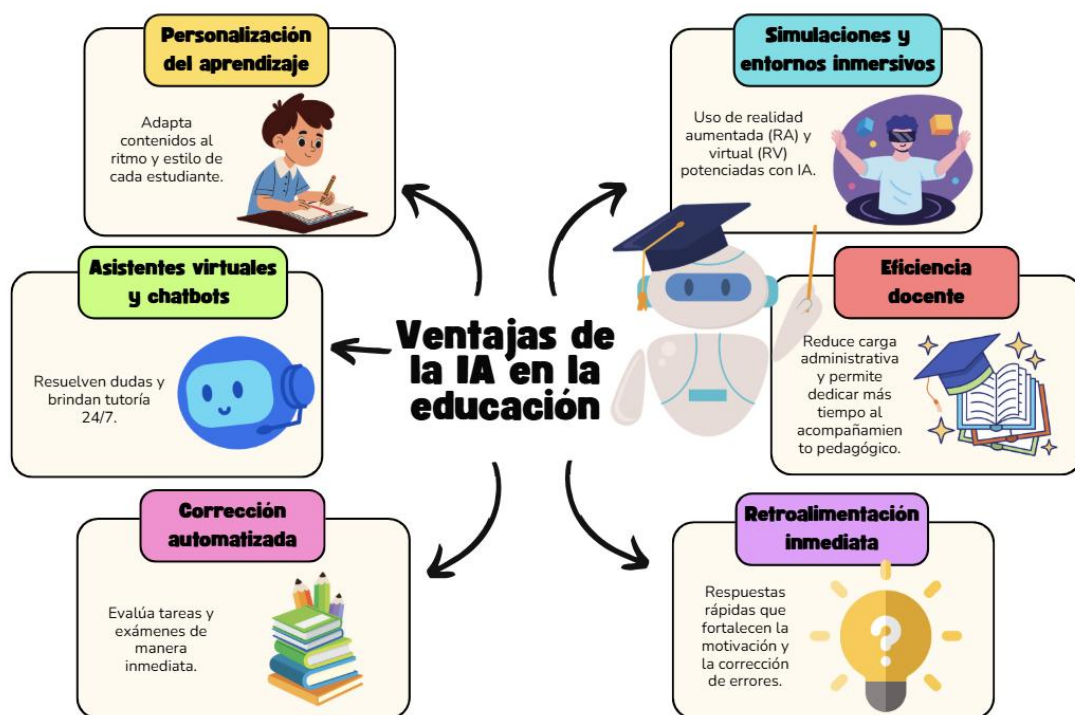 Personalización
del aprendizaje
Adapta
contenidos al
ritmo y estilo de
cada estudiante.
Simulaciones y
entornos inmersivos
Uso de realidad
aumentada (RA) y
virtual (RV)
potenciadas con IA.
Asistentes virtuales
y chatbots
Resuelven dudas y
brindan tutoría
24/7.
Ventajas de
la IA en la
educación
Eficiencia
docente
Reduce carga
administrativa
y permite
dedicar más
tiempo al
acompañamien
to pedagógico.
Corrección
automatizada
Evalúa tareas y
exámenes de
manera
inmediata.
Retroalimentación
inmediata
Respuestas
rápidas que
fortalecen la
motivación y
la corrección
de errores.
?